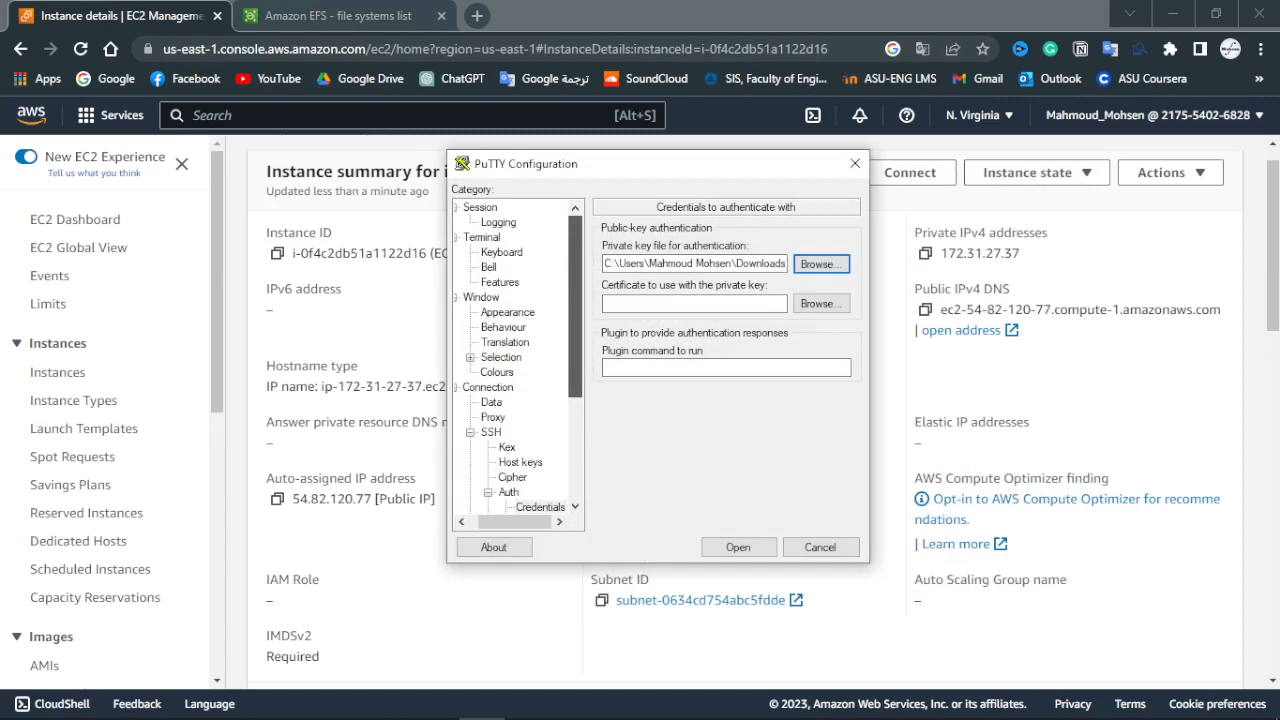 Instance details | EC2 Manageme
Amazon EFS - file systems list
us-east-1.console.aws.amazon.com/ec2/home?region=us-east-1#InstanceDetails:instanceId=i-0f4c2db51a1122d16
Apps
Google
Facebook
YouTube
Google Drive
ChatGPT
ترجمة Google
SoundCloud
SIS, Faculty of Engi...
ASU-ENG LMS
Gmail
Outlook
ASU Coursera
»
aws
Services
Search
[Alt+S]
N. Virginia
Mahmoud_Mohsen @ 2175-5402-6828
New EC2 Experience
Tell us what you think
EC2 Dashboard
EC2 Global View
Events
Limits
Instances
Instances
Instance Types
Launch Templates
Spot Requests
Savings Plans
Reserved Instances
Dedicated Hosts
Scheduled Instances
Capacity Reservations
Images
AMIs
Instance summary for i
Updated less than a minute ago
Connect
Instance state
Actions
Instance ID
i-0f4c2db51a1122d16 (EC
IPv6 address
–
Hostname type
IP name: ip-172-31-27-37.ec2
Answer private resource DNS n
–
Auto-assigned IP address
54.82.120.77 [Public IP]
IAM Role
–
IMDSv2
Required
Subnet ID
subnet-0634cd754abc5fdde
Private IPv4 addresses
172.31.27.37
Public IPv4 DNS
ec2-54-82-120-77.compute-1.amazonaws.com
| open address
Elastic IP addresses
–
AWS Compute Optimizer finding
Opt-in to AWS Compute Optimizer for recomme
ndations.
| Learn more
Auto Scaling Group name
–
PuTTY Configuration
Category:
Session
Logging
Terminal
Keyboard
Bell
Features
Window
Appearance
Behaviour
Translation
Selection
Colours
Connection
Data
Proxy
SSH
Kex
Host keys
Cipher
Auth
Credentials
Credentials to authenticate with
Public-key authentication
Private key file for authentication:
C:\Users\Mahmoud Mohsen\Downloads
Browse...
Certificate to use with the private key:
Browse...
Plugin to provide authentication responses
Plugin command to run
About
Open
Cancel
CloudShell
Feedback
Language
© 2023, Amazon Web Services, Inc. or its affiliates.
Privacy
Terms
Cookie preferences